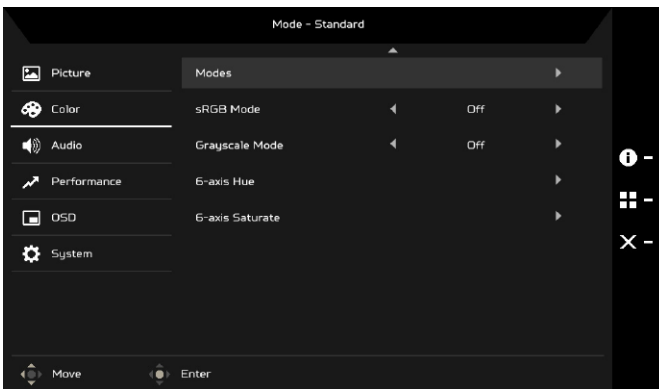 Mode - Standard
Picture
Modes
Color
sRGB Mode Off
Audio
Grayscale Mode Off
Performance
6-axis Hue
OSD
6-axis Saturate
System
Move Enter